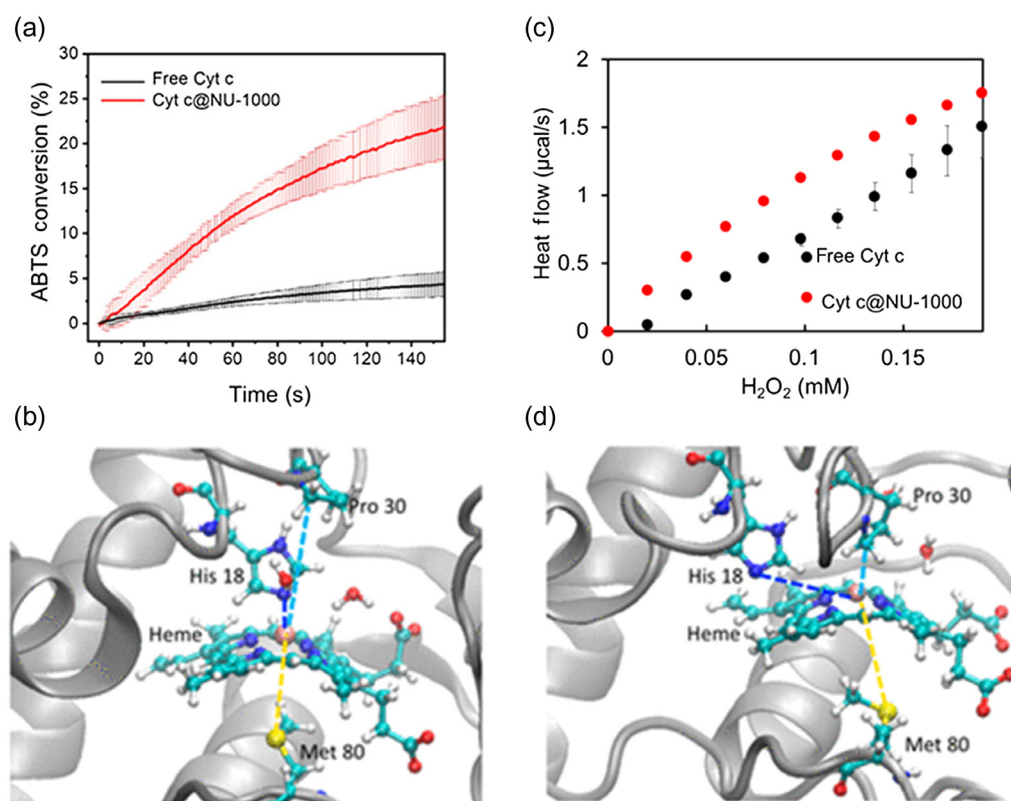 (a)
30
25
20
15
10
5
0
ABTS conversion (%)
Free Cyt c
Cyt c@NU-1000
0 20 40 60 80 100 120 140
Time (s)
(c)
2
1.5
1
0.5
0
Heat flow (µcal/s)
Free Cyt c
Cyt c@NU-1000
0 0.05 0.1 0.15
H₂O₂ (mM)
(b)
Pro 30
His 18
Heme
Met 80
(d)
Pro 30
His 18
Heme
Met 80